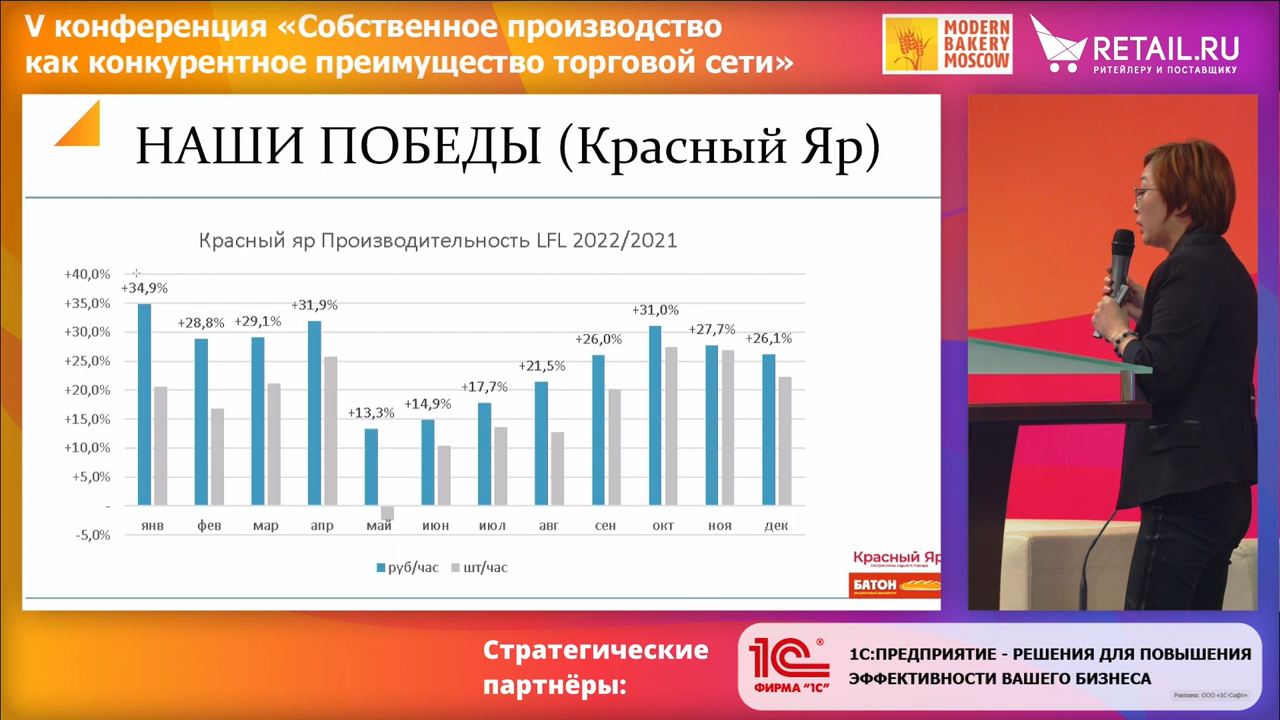 V конференция «Собственное производство
как конкурентное преимущество торговой сети»
MODERN
BAKERY
MOSCOW
RETAIL.RU
РИТЕЙЛЕРУ И ПОСТАВЩИКУ
НАШИ ПОБЕДЫ (Красный Яр)
Красный яр Производительность LFL 2022/2021
+40,0%
+35,0%
+30,0%
+25,0%
+20,0%
+15,0%
+10,0%
+5,0%
-
-5,0%
+34,9%
+28,8%
+29,1%
+31,9%
+13,3%
+14,9%
+17,7%
+21,5%
+26,0%
+31,0%
+27,7%
+26,1%
янв фев мар апр май июн июл авг сен окт ноя дек
руб/час шт/час
Красный Яр
БАТОН
Стратегические
партнёры:
1С
ФИРМА "1С"
1С:ПРЕДПРИЯТИЕ - РЕШЕНИЯ ДЛЯ ПОВЫШЕНИЯ
ЭФФЕКТИВНОСТИ ВАШЕГО БИЗНЕСА
Реклама: ООО «1С-Софт»